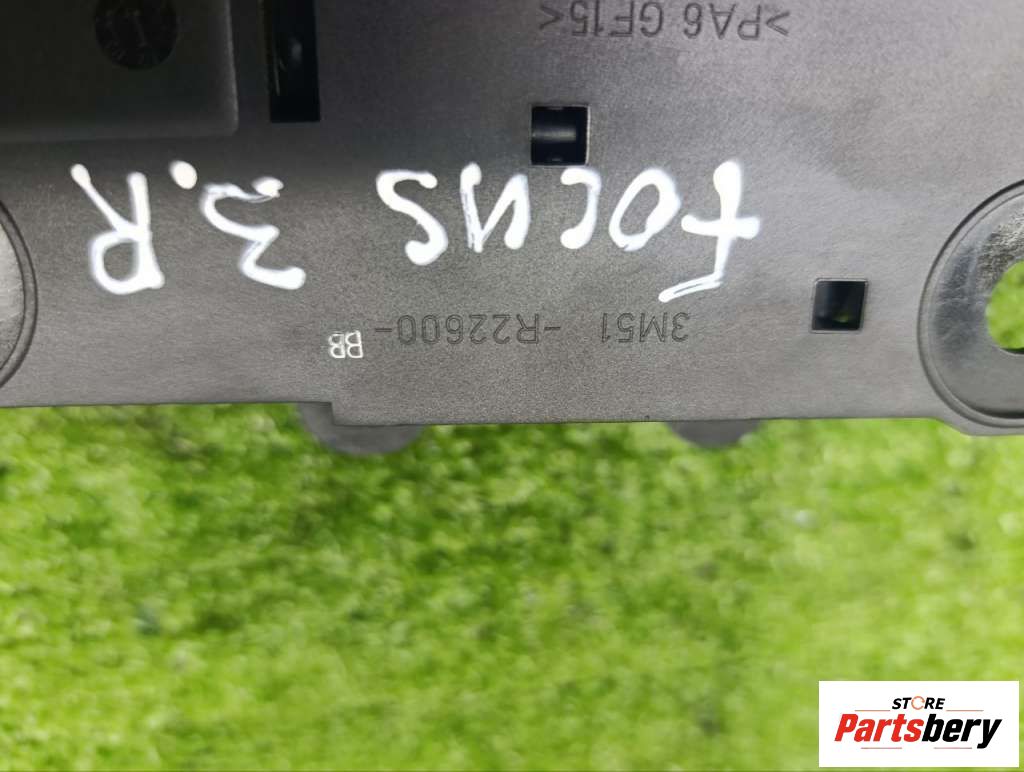 3M51 -R22600- BB
Focus 3.R
>PA6 GF15<
STORE
Partsbery